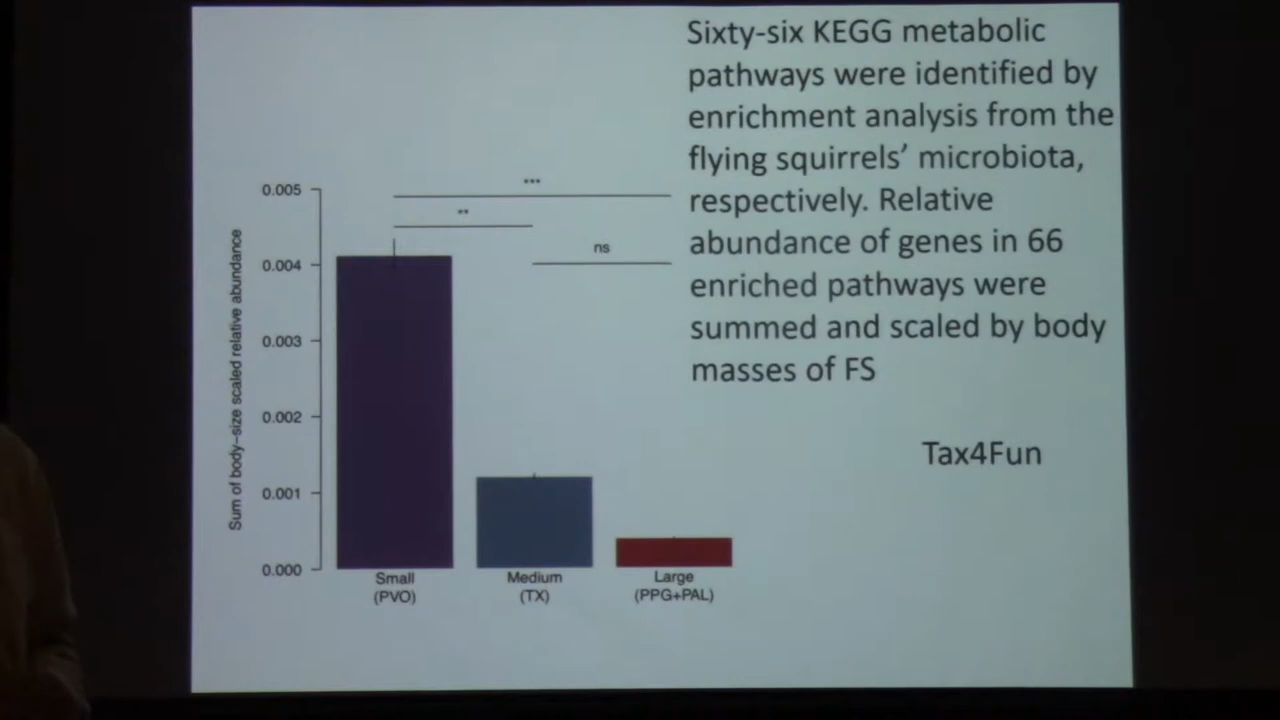 Sixty-six KEGG metabolic
pathways were identified by
enrichment analysis from the
flying squirrels’ microbiota,
respectively. Relative
abundance of genes in 66
enriched pathways were
summed and scaled by body
masses of FS
Tax4Fun
Sum of body-size scaled relative abundance
0.005
0.004
0.003
0.002
0.001
0.000
***
**
ns
Small
(PVO)
Medium
(TX)
Large
(PPG+PAL)